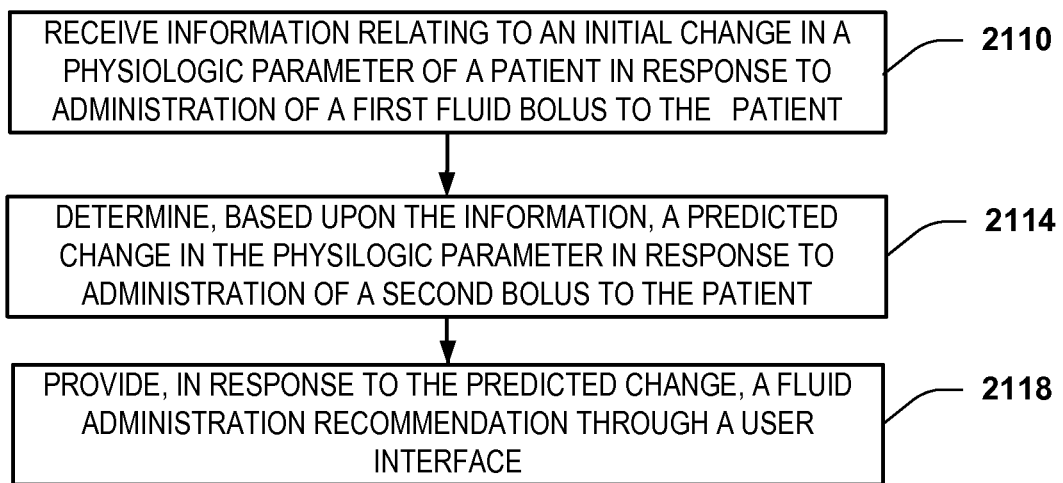 RECEIVE INFORMATION RELATING TO AN INITIAL CHANGE IN A
PHYSIOLOGIC PARAMETER OF A PATIENT IN RESPONSE TO
ADMINISTRATION OF A FIRST FLUID BOLUS TO THE PATIENT
2110
DETERMINE, BASED UPON THE INFORMATION, A PREDICTED
CHANGE IN THE PHYSILOGIC PARAMETER IN RESPONSE TO
ADMINISTRATION OF A SECOND BOLUS TO THE PATIENT
2114
PROVIDE, IN RESPONSE TO THE PREDICTED CHANGE, A FLUID
ADMINISTRATION RECOMMENDATION THROUGH A USER
INTERFACE
2118